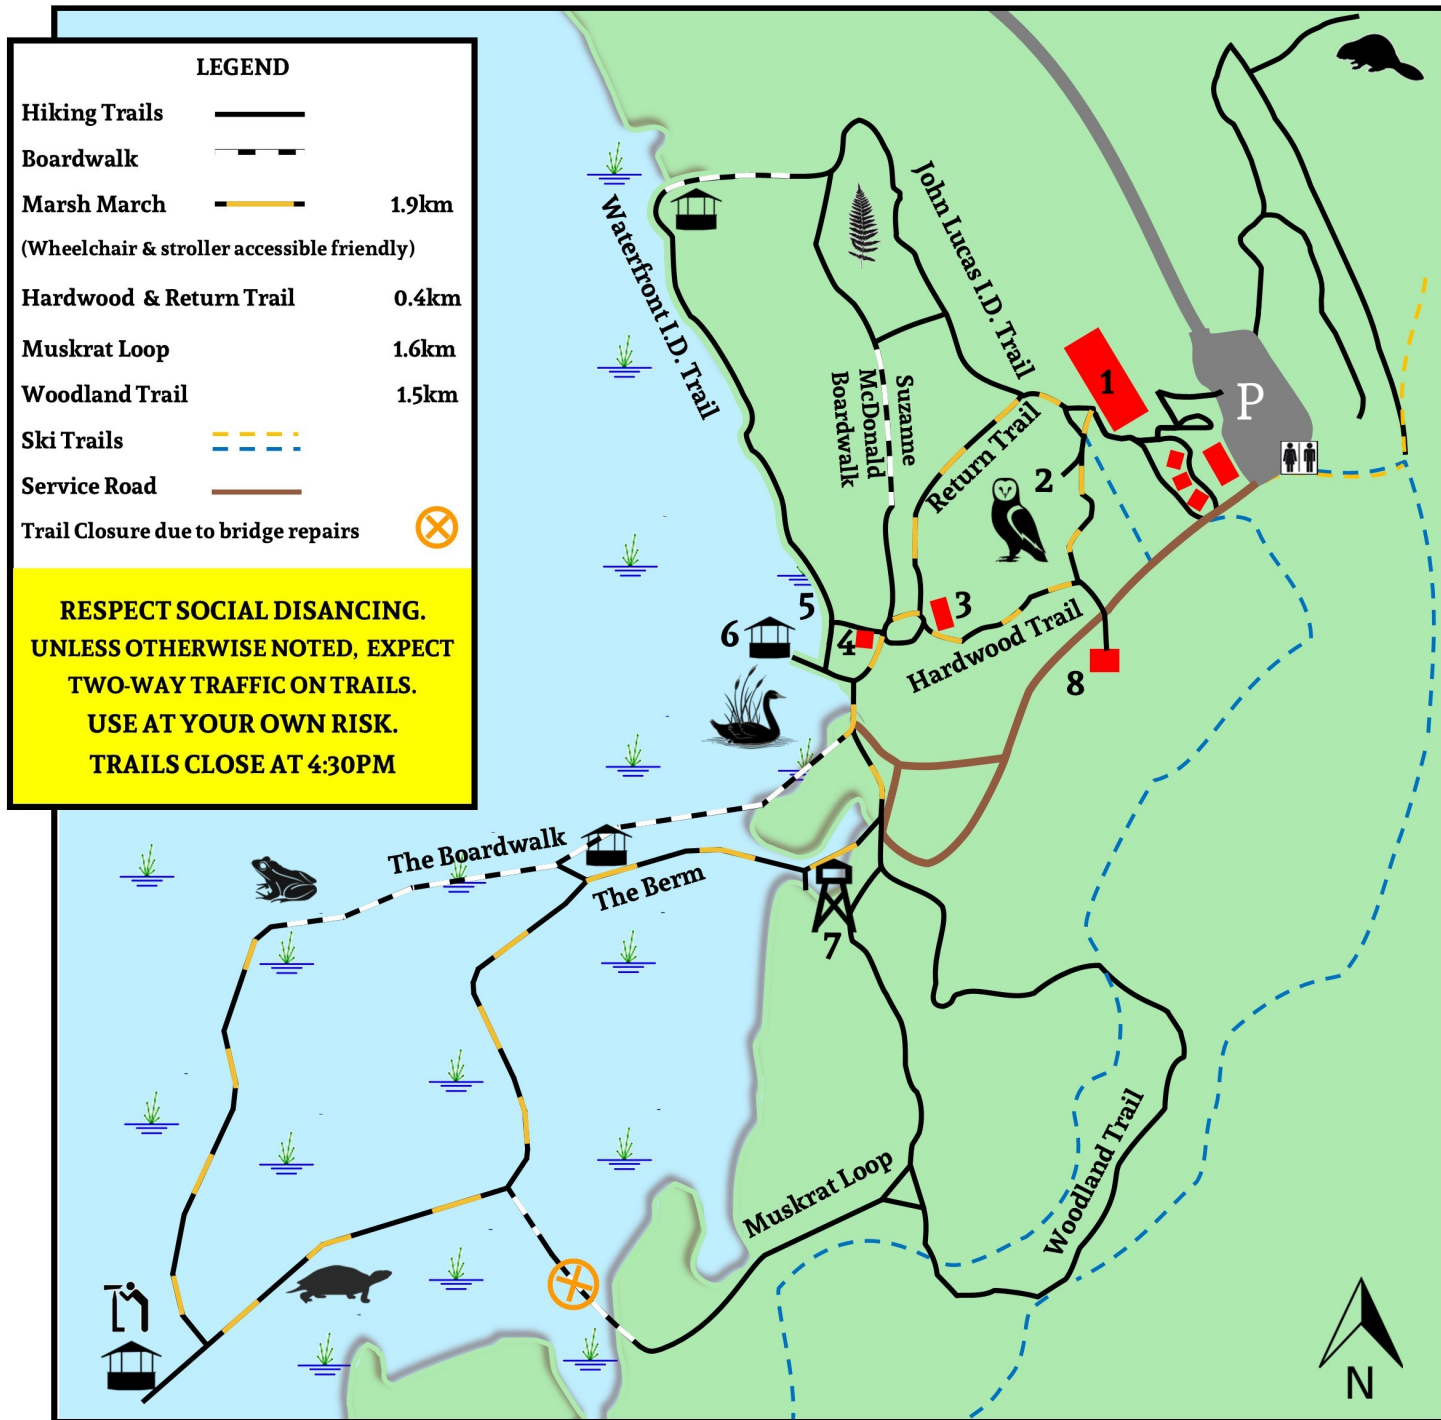 LEGEND
Hiking Trails
Boardwalk
Marsh March 1.9km
(Wheelchair & stroller accessible friendly)
Hardwood & Return Trail 0.4km
Muskrat Loop 1.6km
Woodland Trail 1.5km
Ski Trails
Service Road
Trail Closure due to bridge repairs
RESPECT SOCIAL DISANCING.
UNLESS OTHERWISE NOTED, EXPECT
TWO-WAY TRAFFIC ON TRAILS.
USE AT YOUR OWN RISK.
TRAILS CLOSE AT 4:30PM
Waterfront I.D. Trail
John Lucas I.D. Trail
Suzanne
McDonald
Boardwalk
Return Trail
Hardwood Trail
1
P
2
3
4
5
6
8
The Boardwalk
The Berm
7
Muskrat Loop
Woodland Trail
N